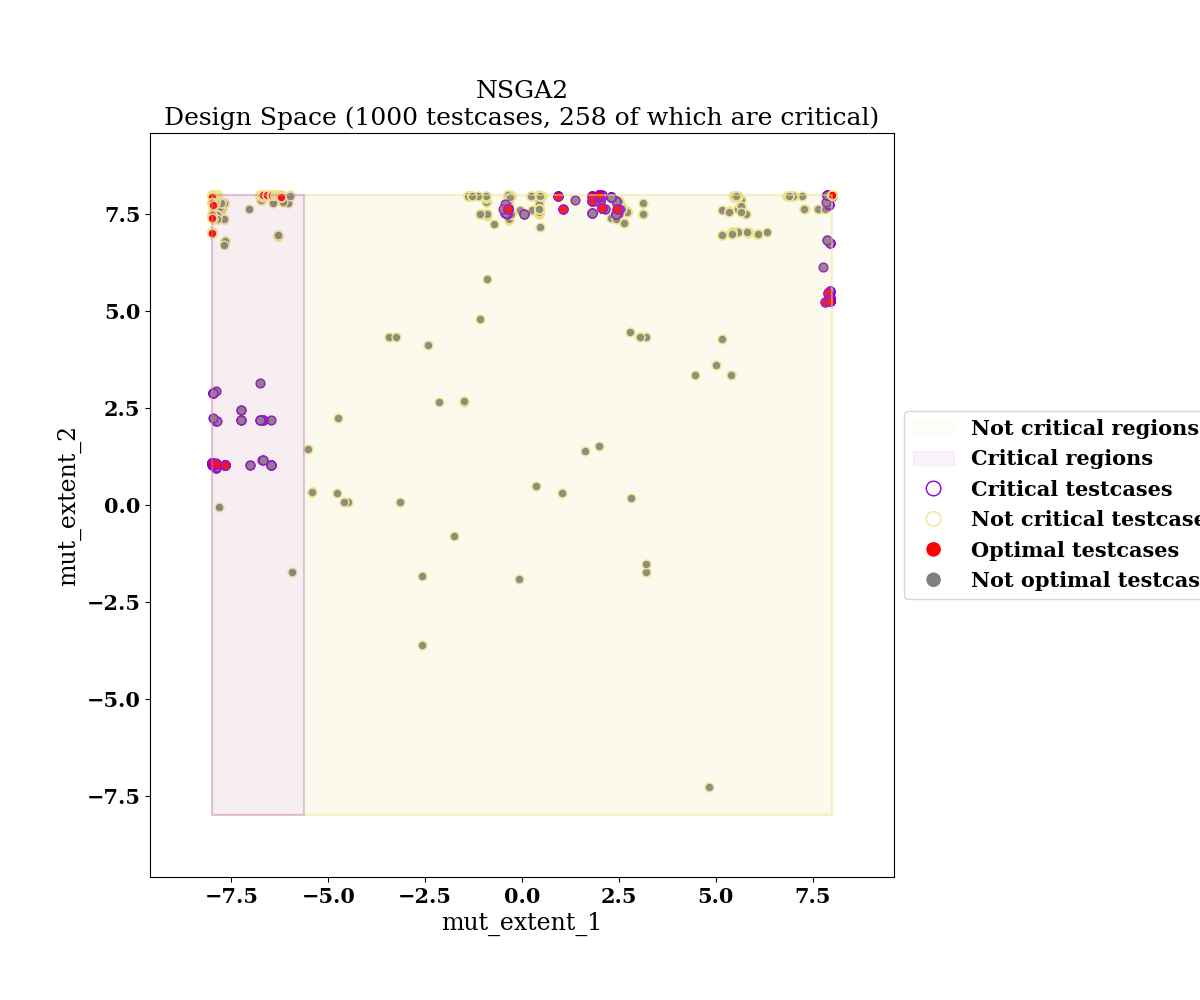 NSGA2
Design Space (1000 testcases, 258 of which are critical)
7.5
5.0
2.5
0.0
−2.5
−5.0
−7.5
mut_extent_2
−7.5
−5.0
−2.5
0.0
2.5
5.0
7.5
mut_extent_1
Not critical regions
Critical regions
Critical testcases
Not critical testcase
Optimal testcases
Not optimal testcas